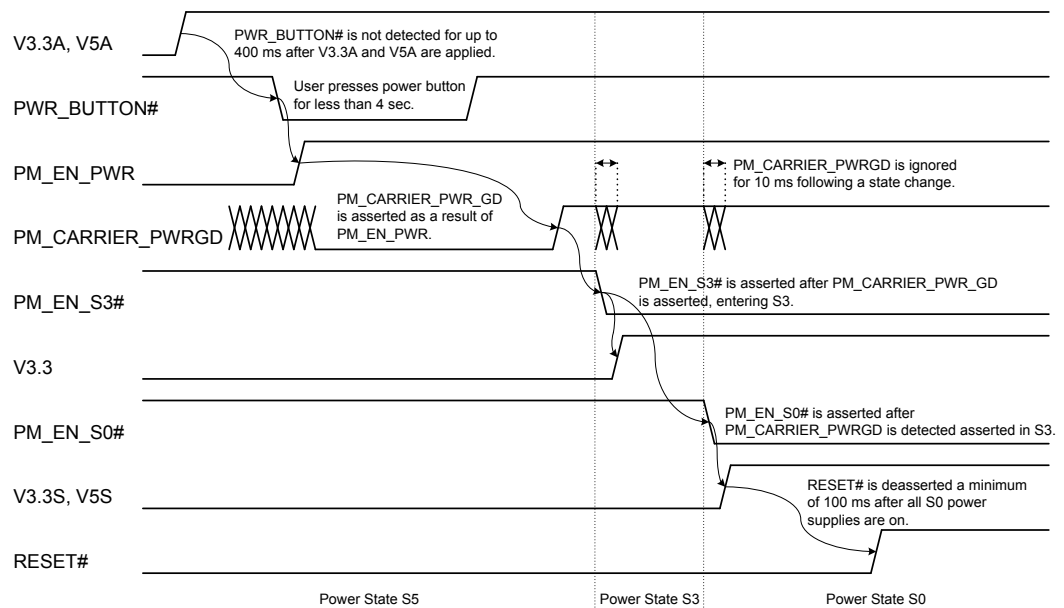 V3.3A, V5A
PWR_BUTTON# is not detected for up to
400 ms after V3.3A and V5A are applied.
PWR_BUTTON#
User presses power button
for less than 4 sec.
PM_EN_PWR
PM_CARRIER_PWRGD is ignored
for 10 ms following a state change.
PM_CARRIER_PWRGD
PM_CARRIER_PWR_GD
is asserted as a result of
PM_EN_PWR.
PM_EN_S3#
PM_EN_S3# is asserted after PM_CARRIER_PWR_GD
is asserted, entering S3.
V3.3
PM_EN_S0#
PM_EN_S0# is asserted after
PM_CARRIER_PWRGD is detected asserted in S3.
V3.3S, V5S
RESET# is deasserted a minimum
of 100 ms after all S0 power
supplies are on.
RESET#
Power State S5
Power State S3
Power State S0